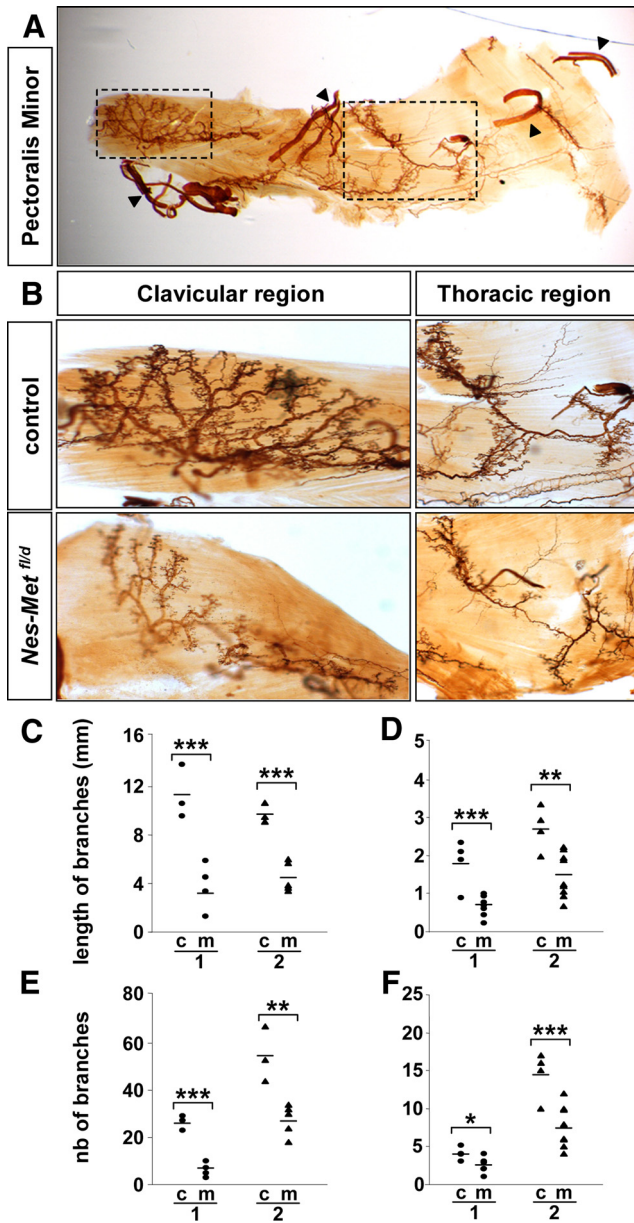 A
Pectoralis Minor
B
Clavicular region
Thoracic region
control
Nes-Met fl/d
C
D
length of branches (mm)
16
12
8
4
0
***
***
c m
c m
1
2
5
4
3
2
1
0
***
**
c m
c m
1
2
E
F
nb of branches
80
60
40
20
0
***
**
c m
c m
1
2
25
20
15
10
5
0
*
***
c m
c m
1
2